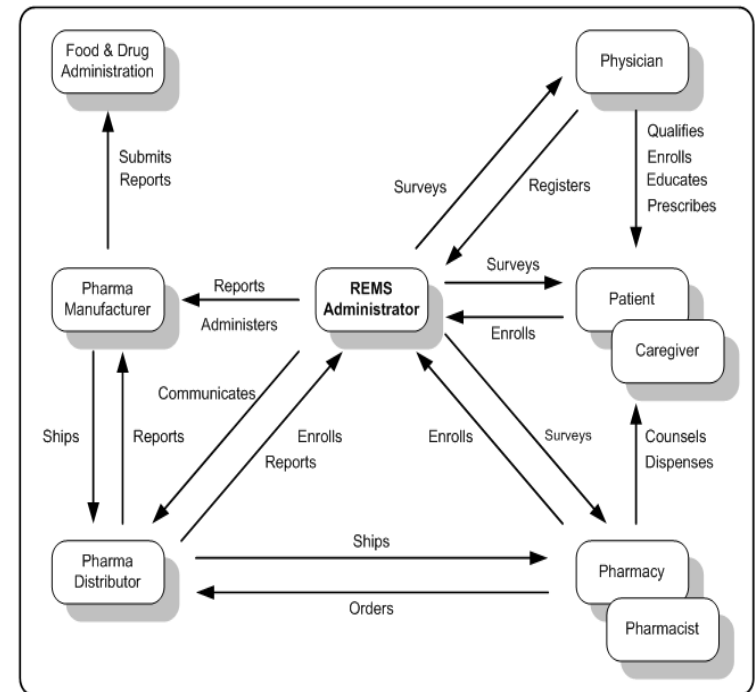 Food & Drug
Administration
Physician
Submits
Reports
Surveys
Registers
Qualifies
Enrolls
Educates
Prescribes
Pharma
Manufacturer
Reports
Administers
REMS
Administrator
Surveys
Enrolls
Patient
Caregiver
Communicates
Ships
Reports
Enrolls
Reports
Enrolls
Surveys
Counsels
Dispenses
Pharma
Distributor
Ships
Orders
Pharmacy
Pharmacist